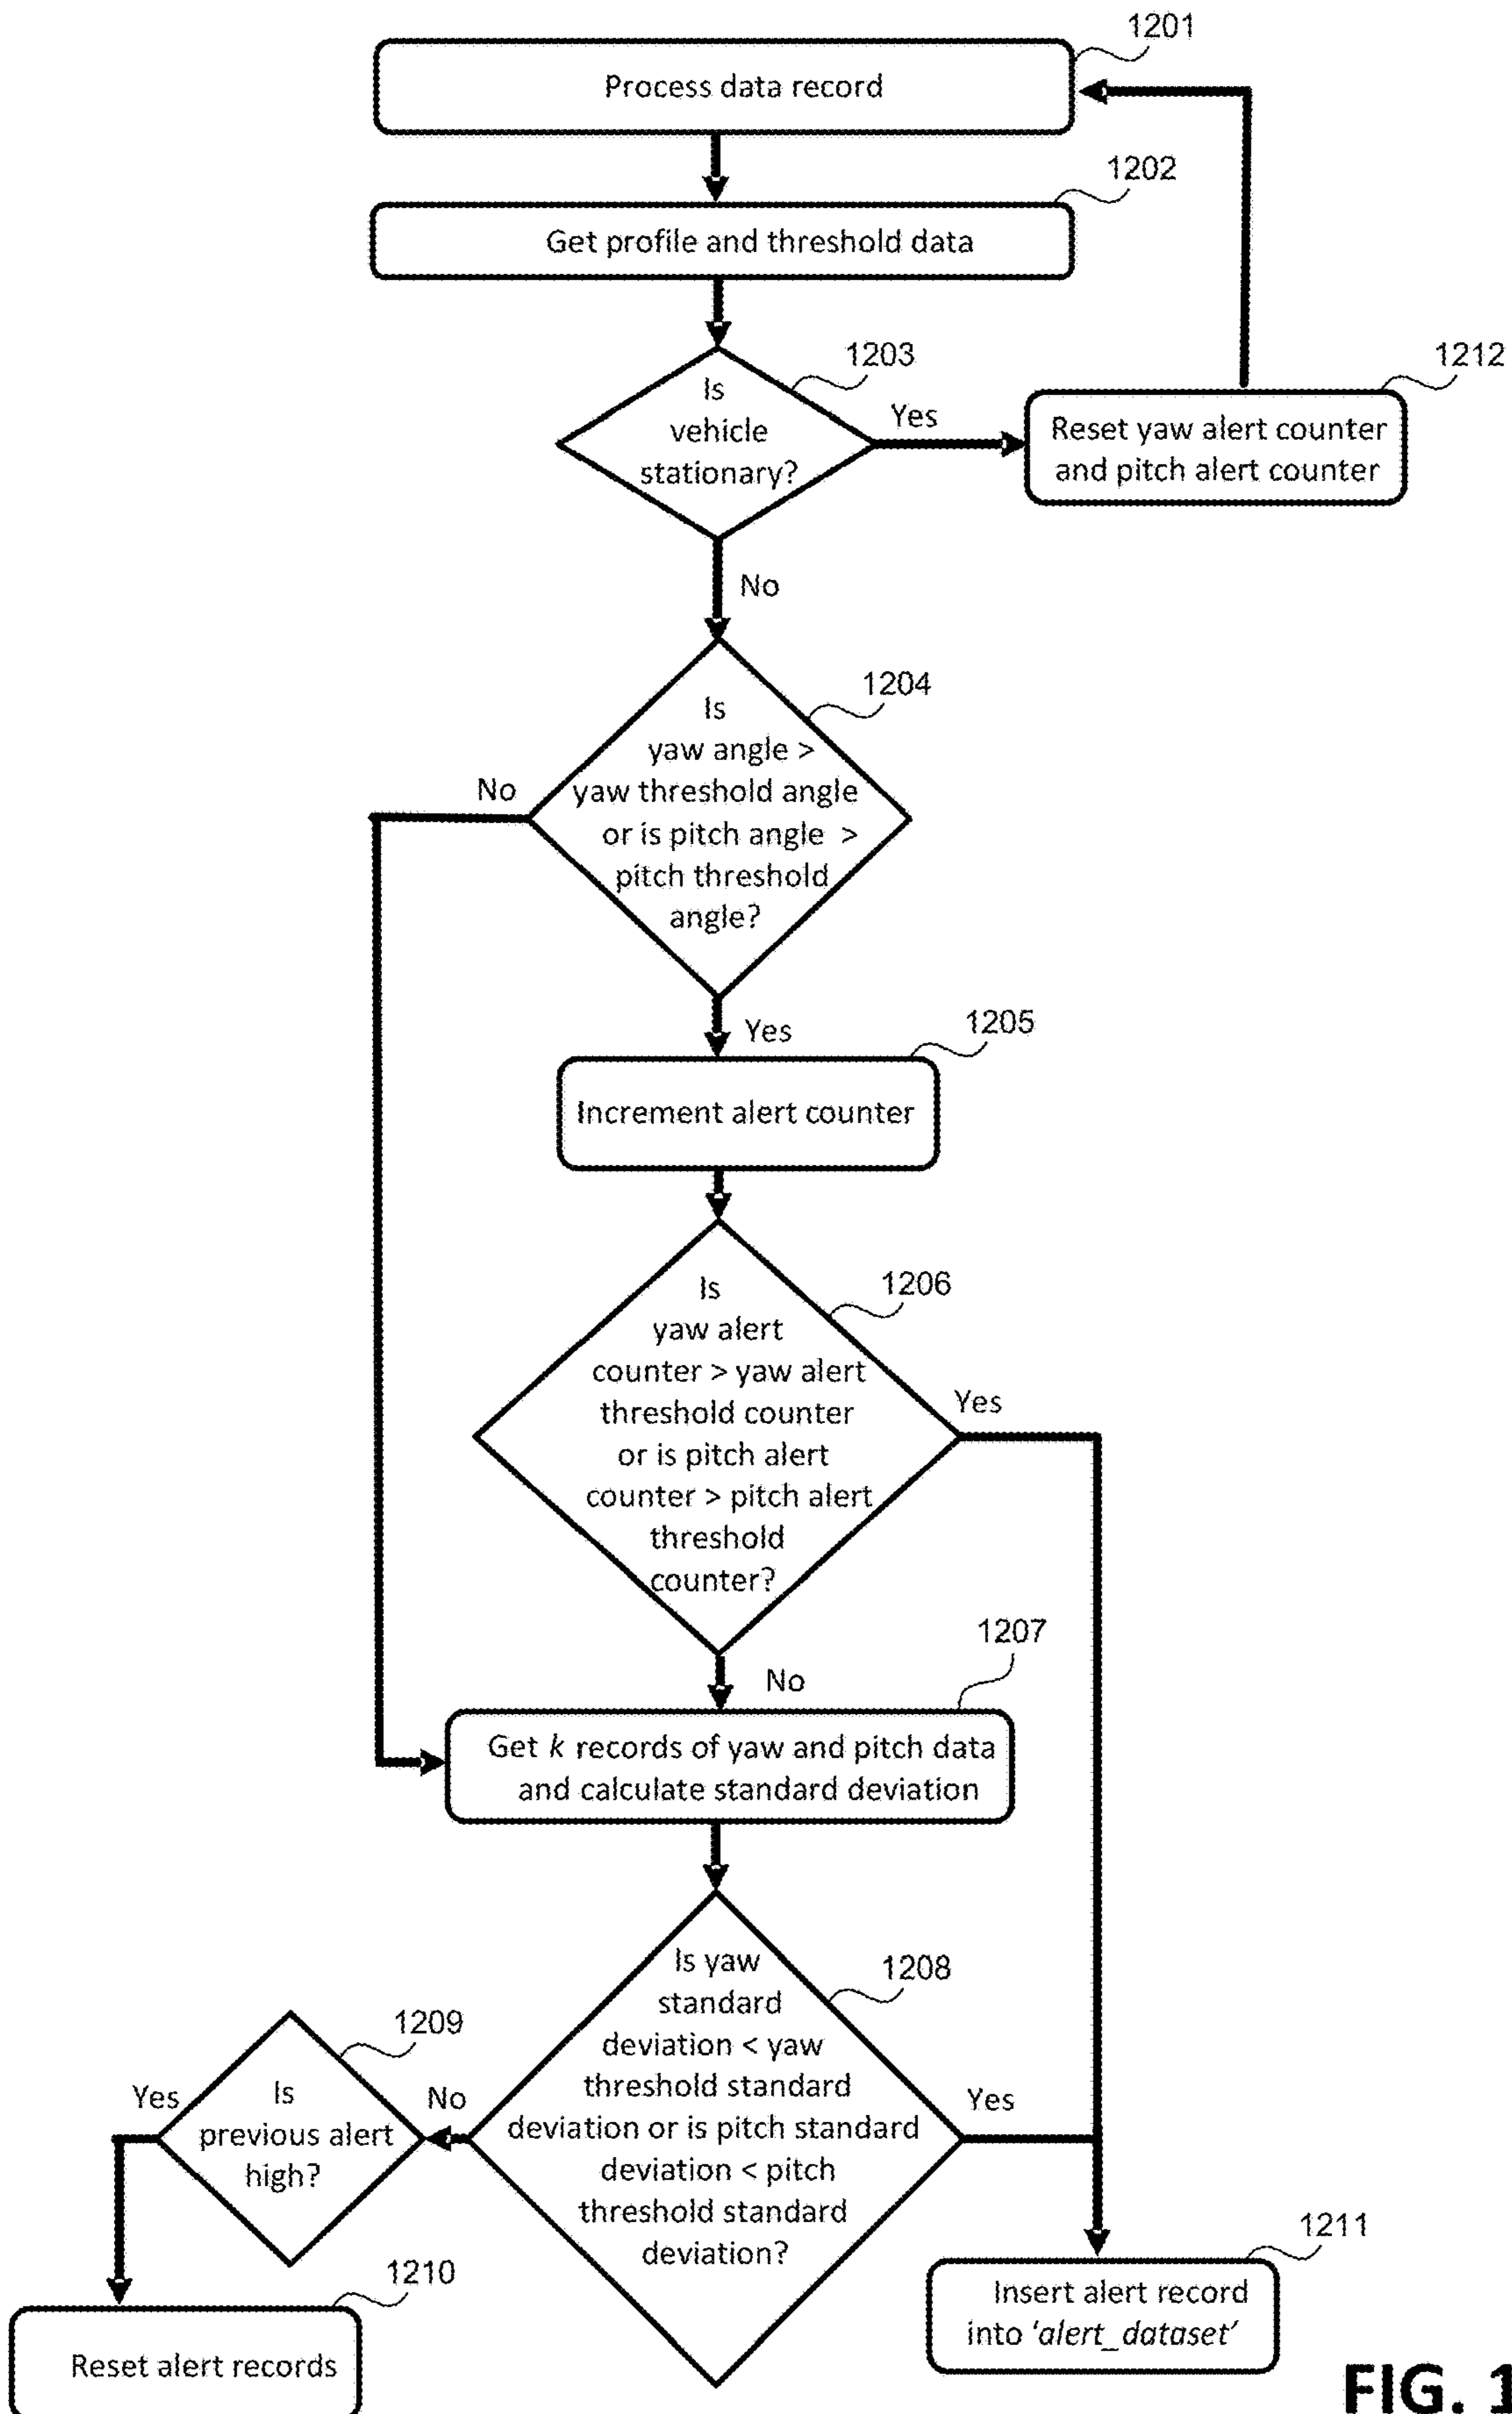 1201
Process data record
1202
Get profile and threshold data
1203
Is
vehicle
stationary?
Yes
1212
Reset yaw alert counter
and pitch alert counter
No
1204
Is
yaw angle >
yaw threshold angle
or is pitch angle >
pitch threshold
angle?
No
Yes
1205
Increment alert counter
1206
Is
yaw alert
counter > yaw alert
threshold counter
or is pitch alert
counter > pitch alert
threshold
counter?
Yes
No
1207
Get k records of yaw and pitch data
and calculate standard deviation
1208
Is yaw
standard
deviation < yaw
threshold standard
deviation or is pitch standard
deviation < pitch
threshold standard
deviation?
Yes
No
1209
Is
previous alert
high?
Yes
1210
Reset alert records
1211
Insert alert record
into 'alert_dataset'
FIG. 1